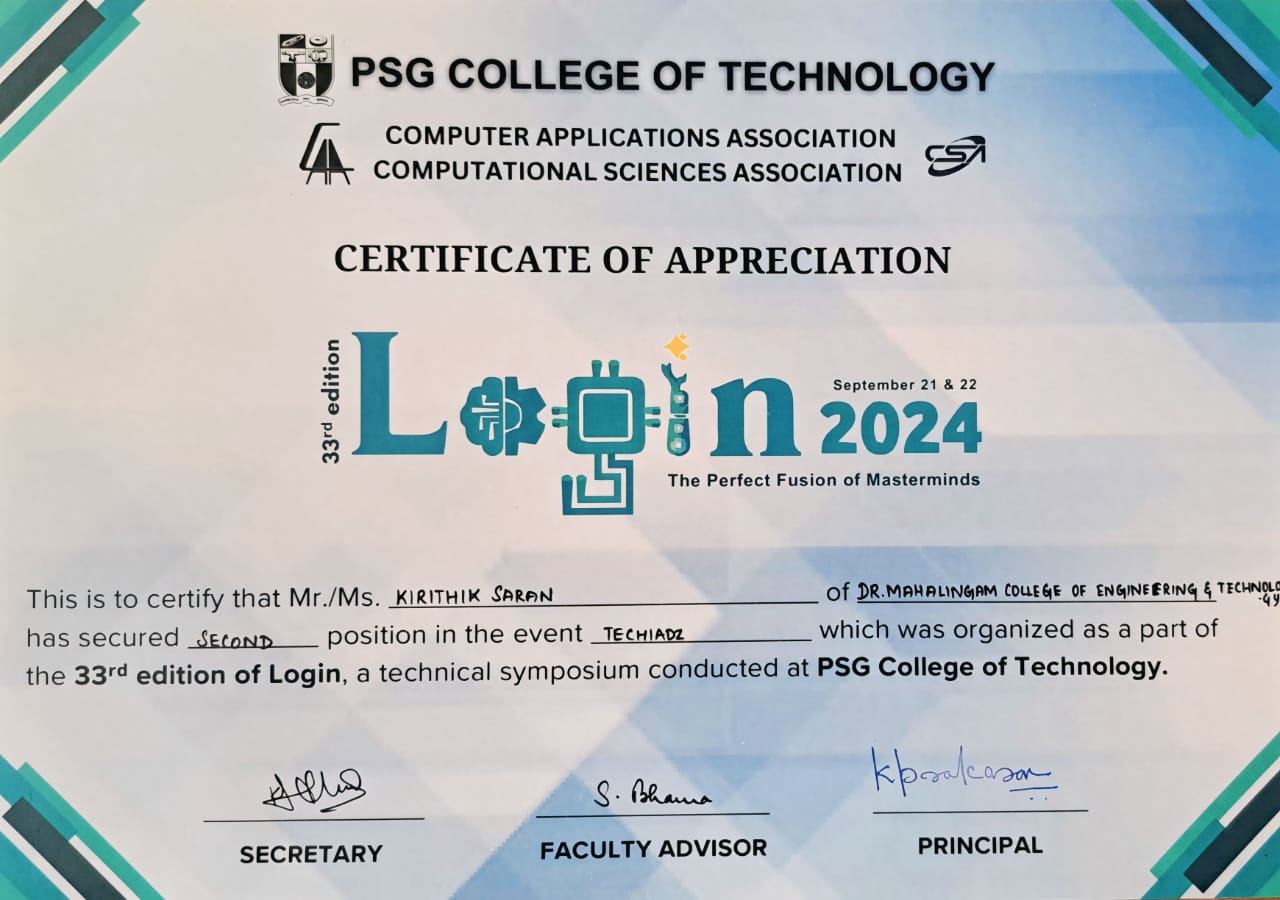 PSG COLLEGE OF TECHNOLOGY
COMPUTER APPLICATIONS ASSOCIATION
COMPUTATIONAL SCIENCES ASSOCIATION
CSA
CERTIFICATE OF APPRECIATION
33rd edition
Login
September 21 & 22
2024
The Perfect Fusion of Masterminds
This is to certify that Mr./Ms. KIRITHIK SARAN of DR.MAHALINGAM COLLEGE OF ENGINEERING & TECHNOLO-GY
has secured SECOND position in the event TECHIADZ which was organized as a part of
the 33rd edition of Login, a technical symposium conducted at PSG College of Technology.
S. Bhama
SECRETARY
FACULTY ADVISOR
PRINCIPAL